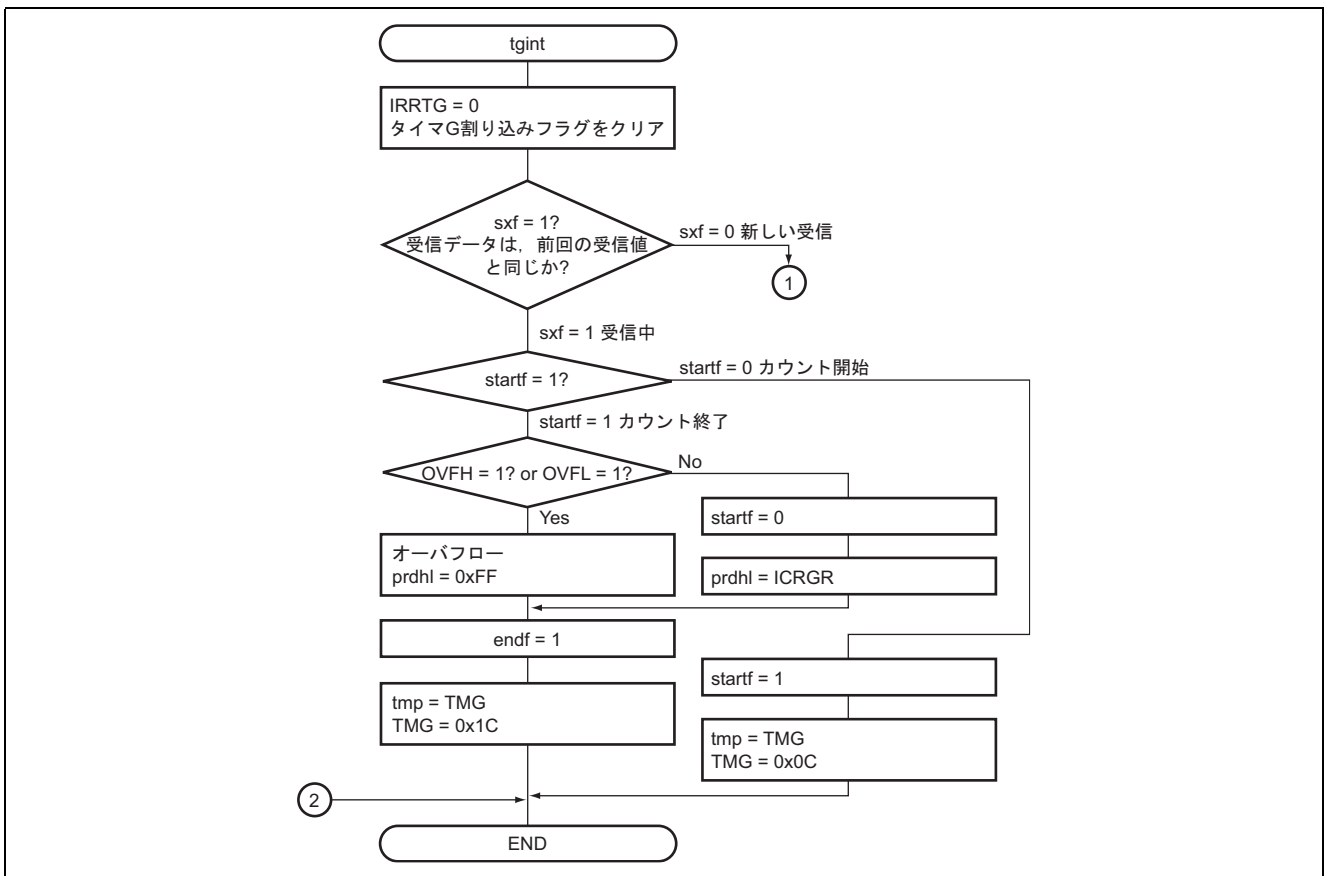 tgint
IRRTG = 0
タイマG割り込みフラグをクリア
sxf = 1?
受信データは，前回の受信値
と同じか?
sxf = 0 新しい受信
1
sxf = 1 受信中
startf = 1?
startf = 0 カウント開始
startf = 1 カウント終了
OVFH = 1? or OVFL = 1?
No
Yes
startf = 0
オーバフロー
prdhl = 0xFF
prdhl = ICRGR
endf = 1
startf = 1
tmp = TMG
TMG = 0x1C
tmp = TMG
TMG = 0x0C
2
END